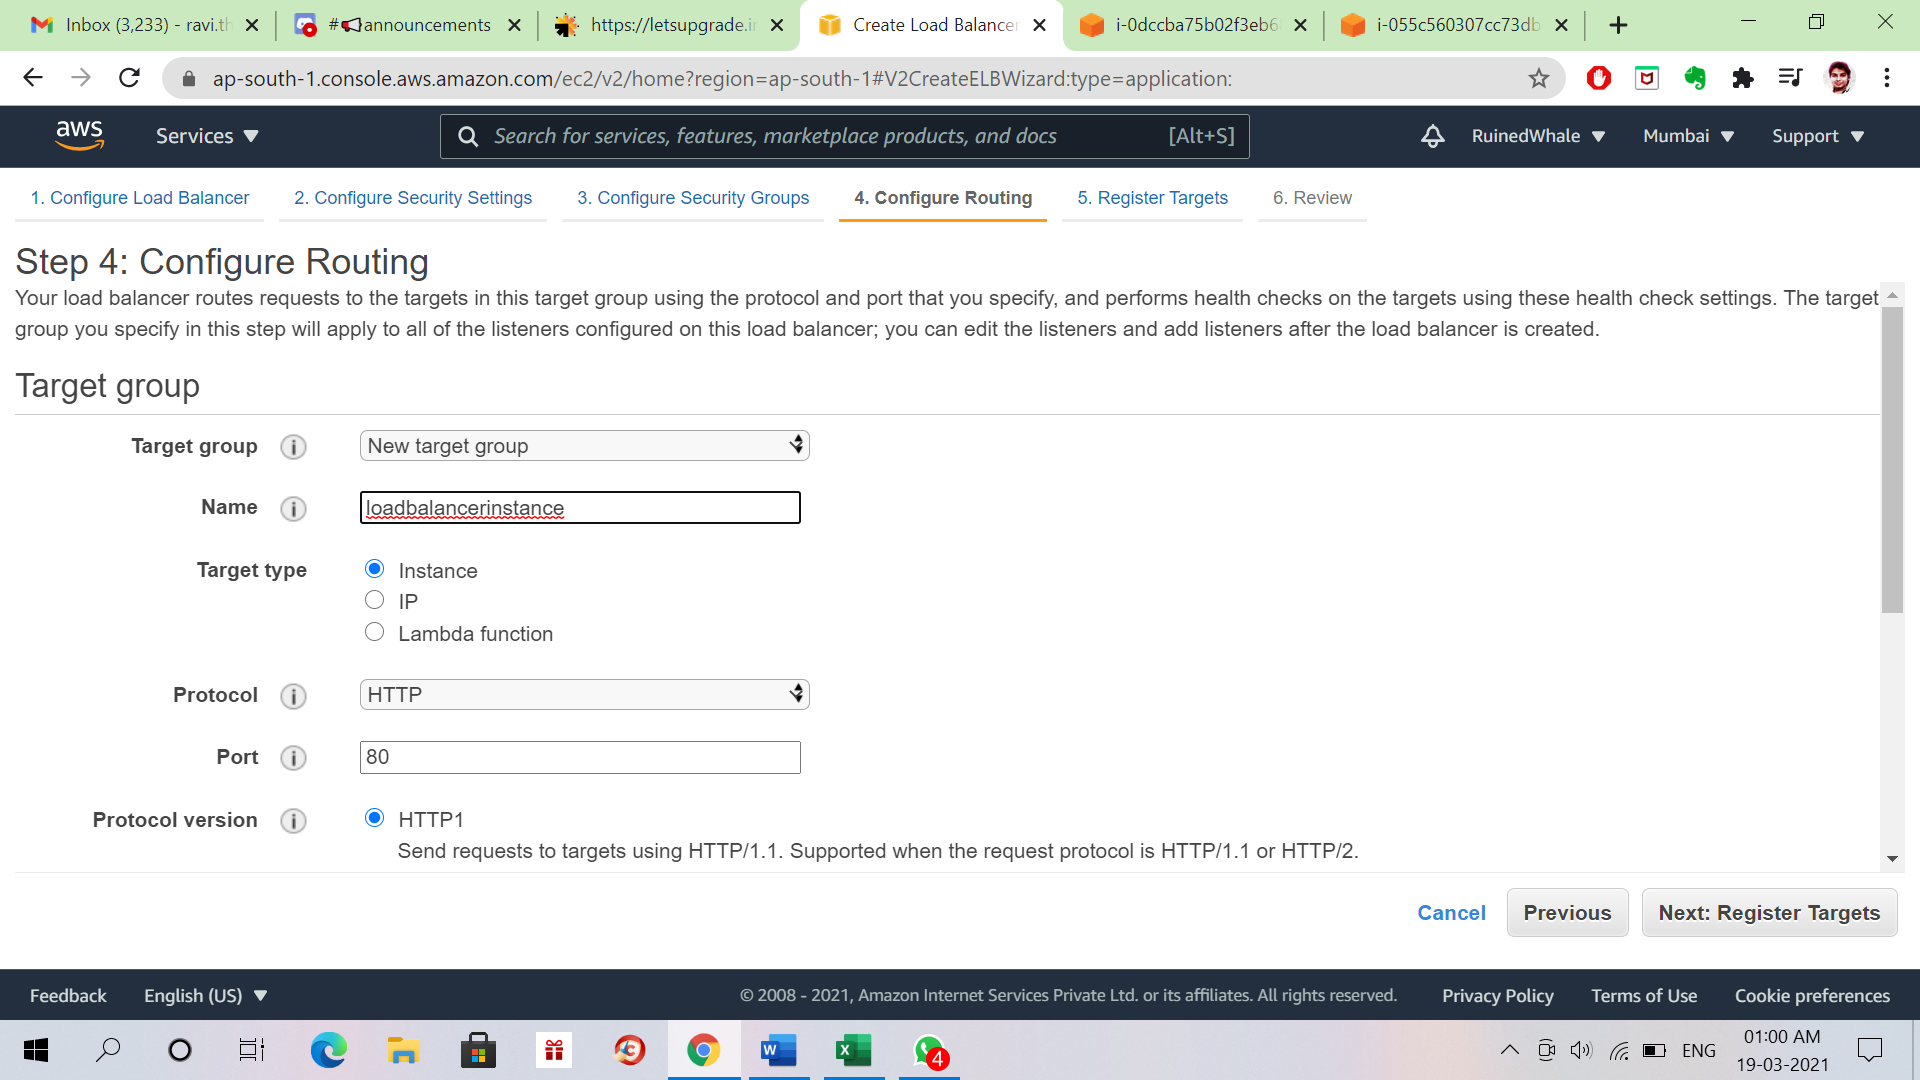 Inbox (3,233) - ravi.th
#announcements
https://letsupgrade.in
Create Load Balancer
i-0dccba75b02f3eb6
i-055c560307cc73db
ap-south-1.console.aws.amazon.com/ec2/v2/home?region=ap-south-1#V2CreateELBWizard:type=application:
aws
Services
Search for services, features, marketplace products, and docs
[Alt+S]
RuinedWhale
Mumbai
Support
1. Configure Load Balancer
2. Configure Security Settings
3. Configure Security Groups
4. Configure Routing
5. Register Targets
6. Review
Step 4: Configure Routing
Your load balancer routes requests to the targets in this target group using the protocol and port that you specify, and performs health checks on the targets using these health check settings. The target
group you specify in this step will apply to all of the listeners configured on this load balancer; you can edit the listeners and add listeners after the load balancer is created.
Target group
Target group
New target group
Name
loadbalancerinstance
Target type
Instance
IP
Lambda function
Protocol
HTTP
Port
80
Protocol version
HTTP1
Send requests to targets using HTTP/1.1. Supported when the request protocol is HTTP/1.1 or HTTP/2.
Cancel
Previous
Next: Register Targets
Feedback
English (US)
© 2008 - 2021, Amazon Internet Services Private Ltd. or its affiliates. All rights reserved.
Privacy Policy
Terms of Use
Cookie preferences
4
ENG
01:00 AM
19-03-2021